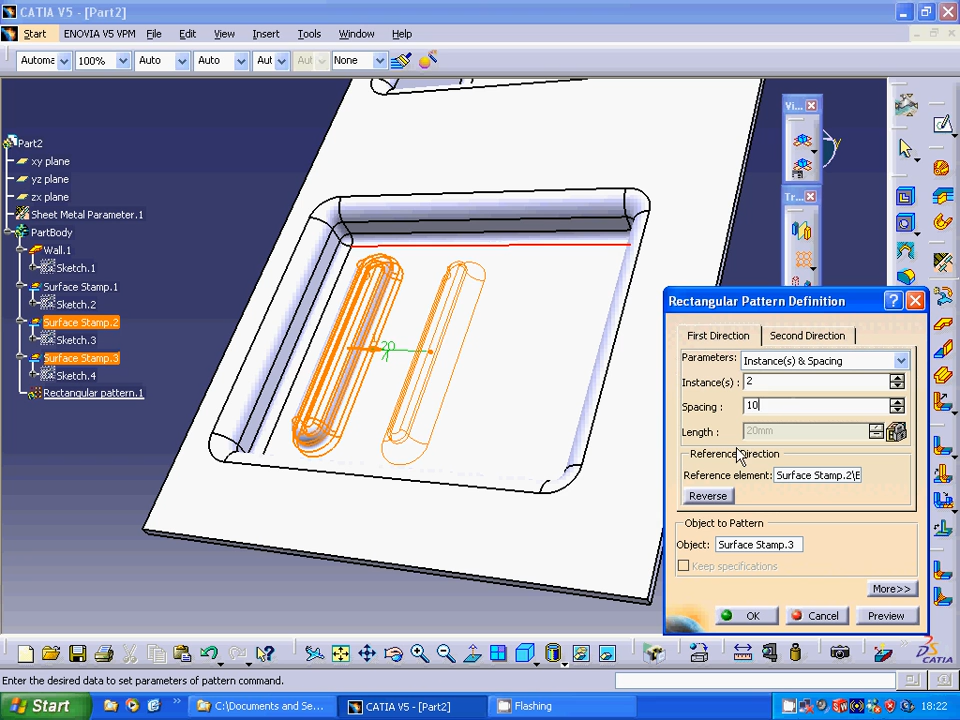 CATIA V5 - [Part2]
Start ENOVIA V5 VPM File Edit View Insert Tools Window Help
Automa 100% Auto Auto Aut Aut None
Vi...
Part2
xy plane
yz plane
zx plane
Tr...
Sheet Metal Parameter.1
PartBody
Wall.1
Sketch.1
Surface Stamp.1
Sketch.2
Surface Stamp.2
Sketch.3
Surface Stamp.3
Sketch.4
Rectangular pattern.1
20
Rectangular Pattern Definition
First Direction Second Direction
Parameters: Instance(s) & Spacing
Instance(s) : 2
Spacing : 10
Length : 20mm
Reference Direction
Reference element: Surface Stamp.2\E
Reverse
Object to Pattern
Object: Surface Stamp.3
Keep specifications
More>>
OK Cancel Preview
CATIA
Enter the desired data to set parameters of pattern command.
Start C:\Documents and Se... CATIA V5 - [Part2] Flashing 18:22